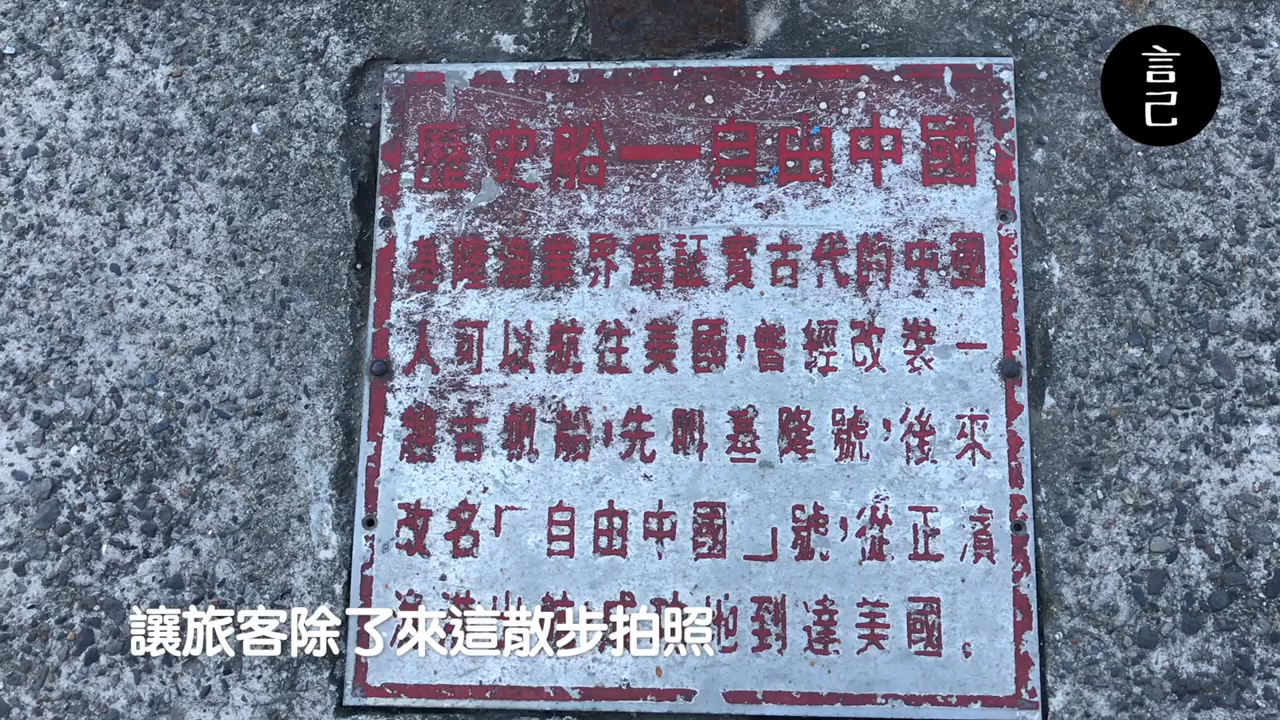 言
己
歷史船—自由中國
基隆漁業界爲証實古代的中國
人可以航往美國，曾經改裝一
艘古帆船，先叫基隆號，後來
改名「自由中國」號，從正濱
地到達美國。
讓旅客除了來這散步拍照